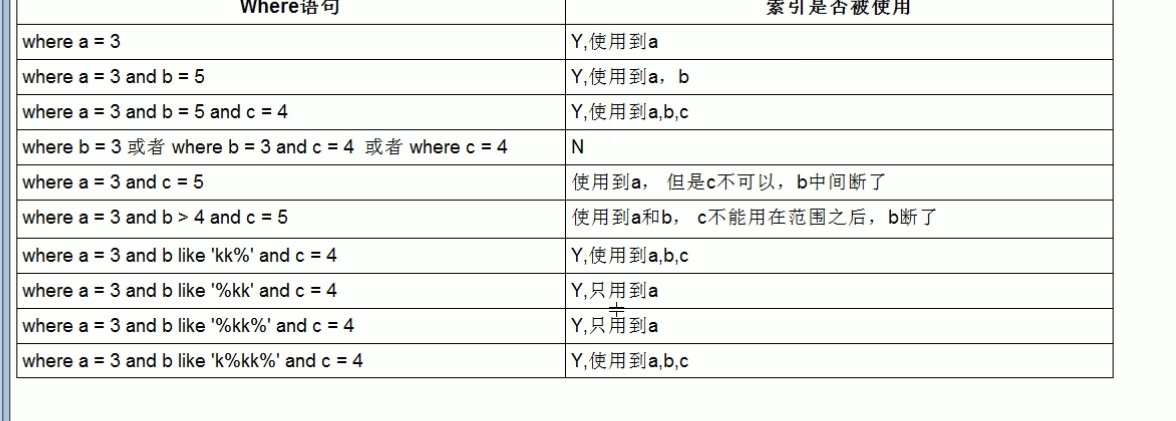 Where语句 索引是否被使用
where a = 3 Y,使用到a
where a = 3 and b = 5 Y,使用到a，b
where a = 3 and b = 5 and c = 4 Y,使用到a,b,c
where b = 3 或者 where b = 3 and c = 4 或者 where c = 4 N
where a = 3 and c = 5 使用到a， 但是c不可以，b中间断了
where a = 3 and b > 4 and c = 5 使用到a和b， c不能用在范围之后，b断了
where a = 3 and b like 'kk%' and c = 4 Y,使用到a,b,c
where a = 3 and b like '%kk' and c = 4 Y,只用到a
where a = 3 and b like '%kk%' and c = 4 Y,只用到a
where a = 3 and b like 'k%kk%' and c = 4 Y,使用到a,b,c